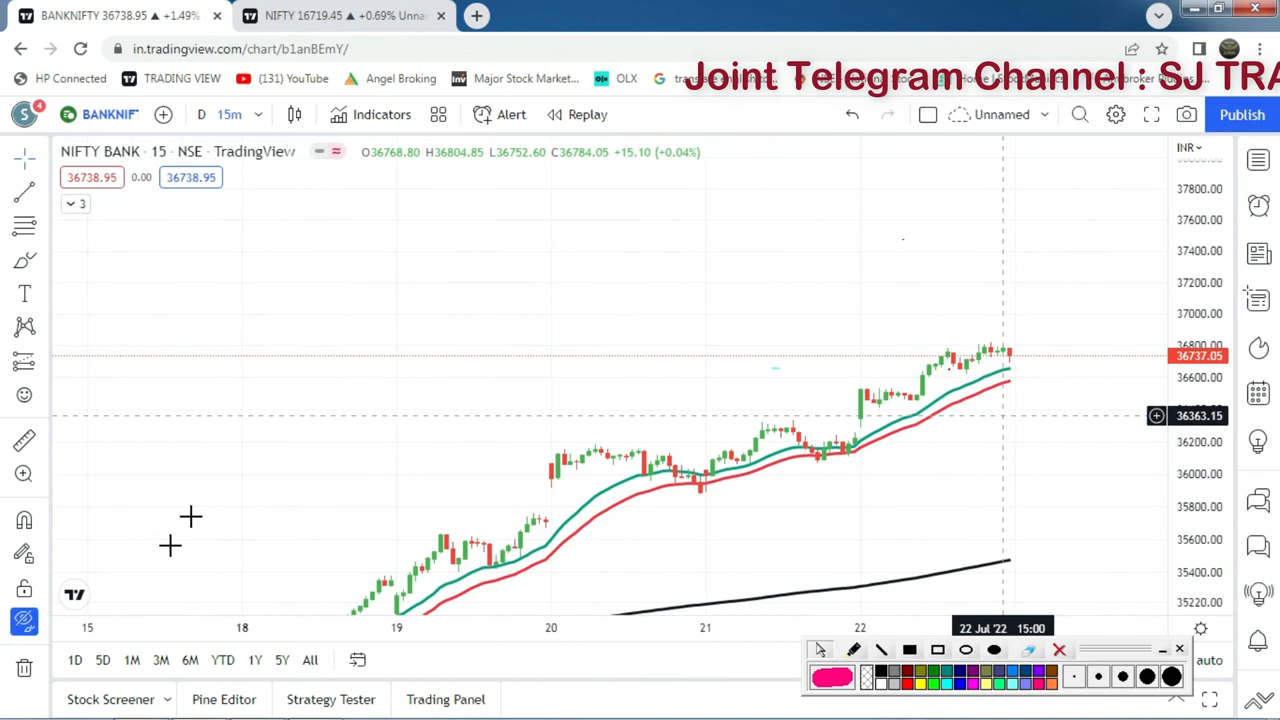 BANKNIFTY 36738.95 ▲ +1.49%
NIFTY 16719.45 ▲ +0.69% Unna
in.tradingview.com/chart/b1anBEmY/
HP Connected
TRADING VIEW
(131) YouTube
Angel Broking
Major Stock Market...
OLX
Joint Telegram Channel : SJ TRA
S
4
BANKNIF
D
15m
Indicators
Alert
Replay
Unnamed
Publish
NIFTY BANK · 15 · NSE · TradingView
O36768.80 H36804.85 L36752.60 C36784.05 +15.10 (+0.04%)
INR
36738.95
0.00
36738.95
3
37800.00
37600.00
37400.00
37200.00
37000.00
36800.00
36737.05
36600.00
36363.15
36200.00
36000.00
35800.00
35600.00
35400.00
35220.00
15
18
19
20
21
22
22 Jul '22 15:00
1D
5D
1M
3M
6M
YTD
1Y
5Y
All
auto
Stock Screener
Pine Editor
Strategy Tester
Trading Panel